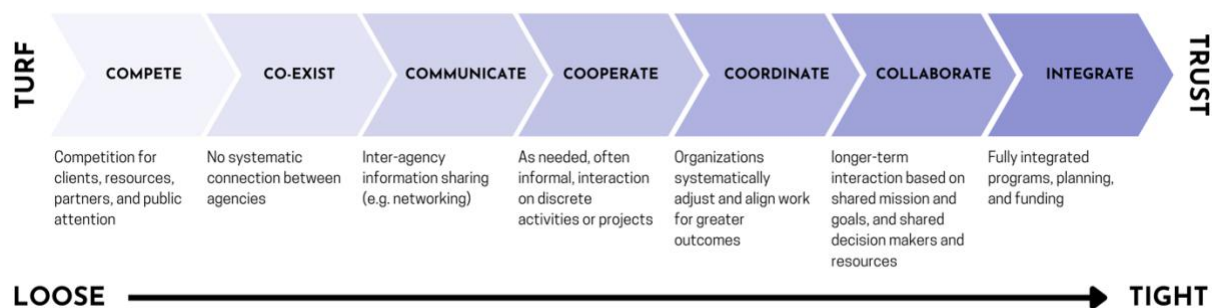 TURF
COMPETE
CO-EXIST
COMMUNICATE
COOPERATE
COORDINATE
COLLABORATE
INTEGRATE
TRUST
Competition for
clients, resources,
partners, and public
attention
No systematic
connection between
agencies
Inter-agency
information sharing
(e.g. networking)
As needed, often
informal, interaction
on discrete
activities or projects
Organizations
systematically
adjust and align work
for greater
outcomes
longer-term
interaction based on
shared mission and
goals, and shared
decision makers and
resources
Fully integrated
programs, planning,
and funding
LOOSE
TIGHT